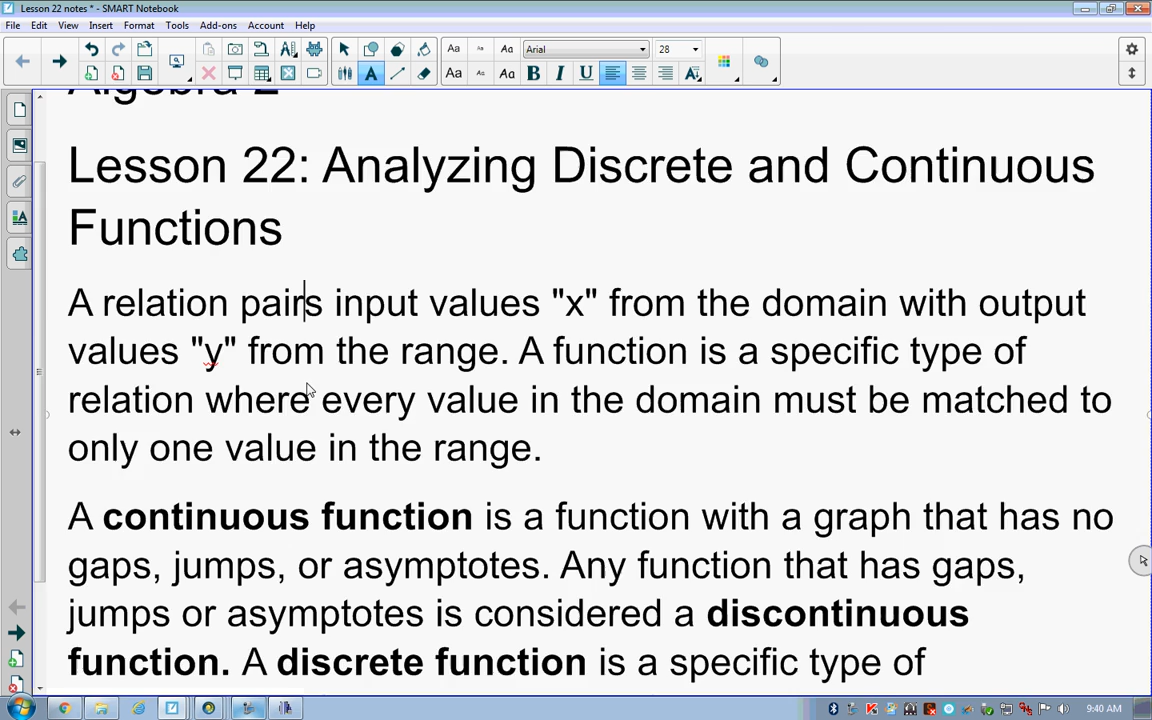 Lesson 22 notes * - SMART Notebook
File Edit View Insert Format Tools Add-ons Account Help
Arial 28
Algebra 2
Lesson 22: Analyzing Discrete and Continuous
Functions
A relation pairs input values "x" from the domain with output
values "y" from the range. A function is a specific type of
relation where every value in the domain must be matched to
only one value in the range.
A continuous function is a function with a graph that has no
gaps, jumps, or asymptotes. Any function that has gaps,
jumps or asymptotes is considered a discontinuous
function. A discrete function is a specific type of
9:40 AM